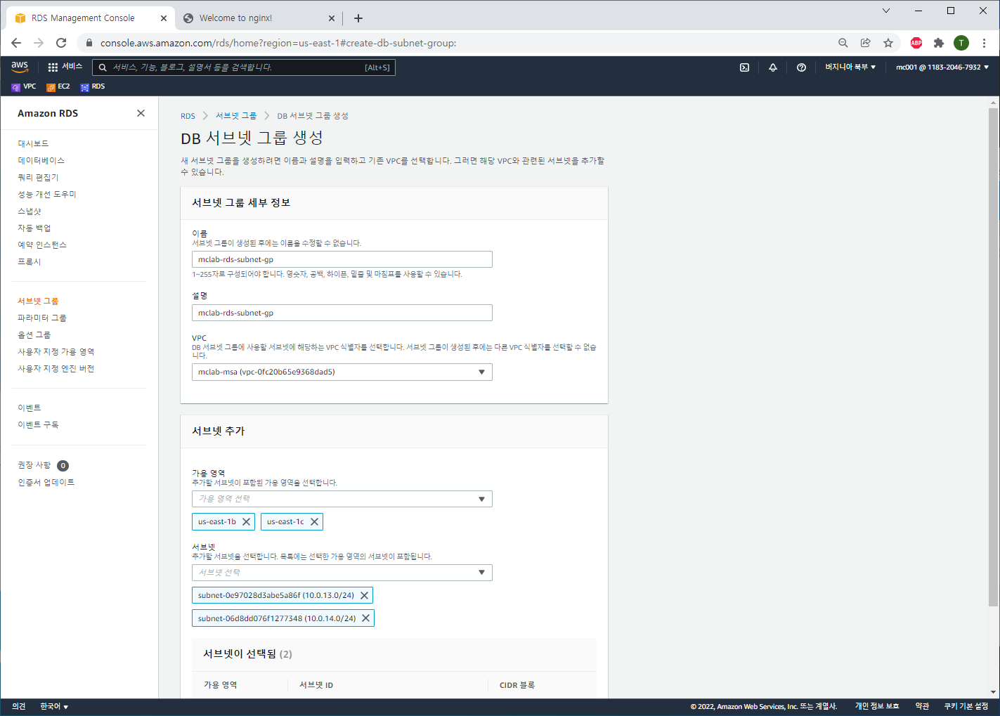 RDS Management Console
Welcome to nginx!
console.aws.amazon.com/rds/home?region=us-east-1#create-db-subnet-group:
ABP
T
aws
서비스
서비스, 기능, 블로그, 설명서 등을 검색합니다.
[Alt+S]
버지니아 북부
mc001 @ 1183-2046-7932
VPC
EC2
RDS
Amazon RDS
대시보드
데이터베이스
쿼리 편집기
성능 개선 도우미
스냅샷
자동 백업
예약 인스턴스
프록시
서브넷 그룹
파라미터 그룹
옵션 그룹
사용자 지정 가용 영역
사용자 지정 엔진 버전
이벤트
이벤트 구독
권장 사항 0
인증서 업데이트
RDS
서브넷 그룹
DB 서브넷 그룹 생성
DB 서브넷 그룹 생성
새 서브넷 그룹을 생성하려면 이름과 설명을 입력하고 기존 VPC를 선택합니다. 그러면 해당 VPC와 관련된 서브넷을 추가할
수 있습니다.
서브넷 그룹 세부 정보
이름
서브넷 그룹이 생성된 후에는 이름을 수정할 수 없습니다.
mclab-rds-subnet-gp
1~255자로 구성되어야 합니다. 영숫자, 공백, 하이픈, 밑줄 및 마침표를 사용할 수 있습니다.
설명
mclab-rds-subnet-gp
VPC
DB 서브넷 그룹에 사용할 서브넷에 해당하는 VPC 식별자를 선택합니다. 서브넷 그룹이 생성된 후에는 다른 VPC 식별자를 선택할 수 없습
니다.
mclab-msa (vpc-0fc20b65e9368dad5)
서브넷 추가
가용 영역
추가할 서브넷이 포함된 가용 영역을 선택합니다.
가용 영역 선택
us-east-1b
us-east-1c
서브넷
추가할 서브넷을 선택합니다. 목록에는 선택한 가용 영역의 서브넷이 포함됩니다.
서브넷 선택
subnet-0e97028d3abe5a86f (10.0.13.0/24)
subnet-06d8dd076f1277348 (10.0.14.0/24)
서브넷이 선택됨 (2)
가용 영역
서브넷 ID
CIDR 블록
의견
한국어
© 2022, Amazon Web Services, Inc. 또는 계열사.
개인 정보 보호
약관
쿠키 기본 설정